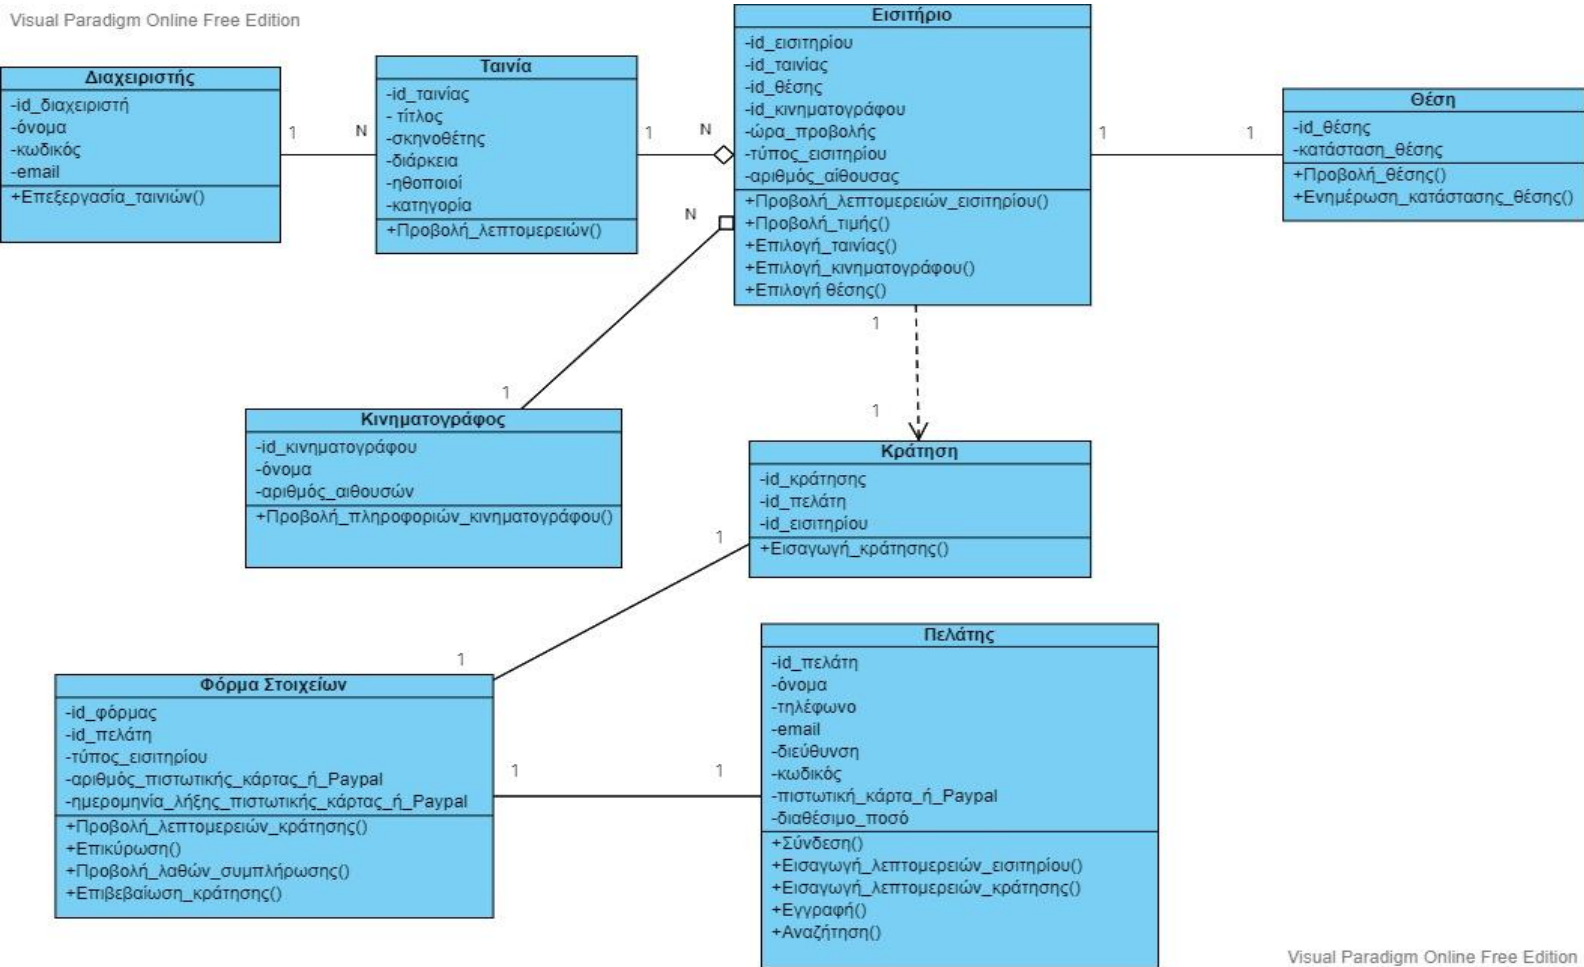 Visual Paradigm Online Free Edition
Διαχειριστής
-id_διαχειριστή
-όνομα
-κωδικός
-email
+Επεξεργασία_ταινιών()
1
N
Ταινία
-id_ταινίας
- τίτλος
-σκηνοθέτης
-διάρκεια
-ηθοποιοί
-κατηγορία
+Προβολή_λεπτομερειών()
1
N
N
Εισιτήριο
-id_εισιτηρίου
-id_ταινίας
-id_θέσης
-id_κινηματογράφου
-ώρα_προβολής
-τύπος_εισιτηρίου
-αριθμός_αίθουσας
+Προβολή_λεπτομερειών_εισιτηρίου()
+Προβολή_τιμής()
+Επιλογή_ταινίας()
+Επιλογή_κινηματογράφου()
+Επιλογή θέσης()
1
1
Θέση
-id_θέσης
-κατάσταση_θέσης
+Προβολή_θέσης()
+Ενημέρωση_κατάστασης_θέσης()
1
1
1
Κινηματογράφος
-id_κινηματογράφου
-όνομα
-αριθμός_αιθουσών
+Προβολή_πληροφοριών_κινηματογράφου()
Κράτηση
-id_κράτησης
-id_πελάτη
-id_εισιτηρίου
+Εισαγωγή_κράτησης()
1
1
Φόρμα Στοιχείων
-id_φόρμας
-id_πελάτη
-τύπος_εισιτηρίου
-αριθμός_πιστωτικής_κάρτας_ή_Paypal
-ημερομηνία_λήξης_πιστωτικής_κάρτας_ή_Paypal
+Προβολή_λεπτομερειών_κράτησης()
+Επικύρωση()
+Προβολή_λαθών_συμπλήρωσης()
+Επιβεβαίωση_κράτησης()
1
1
Πελάτης
-id_πελάτη
-όνομα
-τηλέφωνο
-email
-διεύθυνση
-κωδικός
-πιστωτική_κάρτα_ή_Paypal
-διαθέσιμο_ποσό
+Σύνδεση()
+Εισαγωγή_λεπτομερειών_εισιτηρίου()
+Εισαγωγή_λεπτομερειών_κράτησης()
+Εγγραφή()
+Αναζήτηση()
Visual Paradigm Online Free Edition